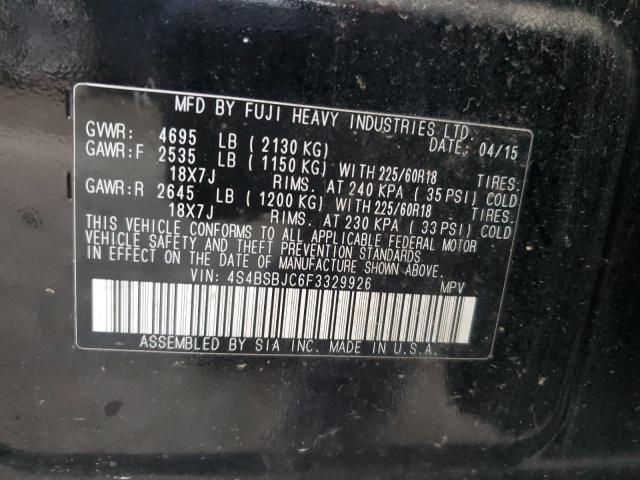 MFD BY FUJI HEAVY INDUSTRIES LTD.
GVWR: 4695 LB ( 2130 KG) DATE: 04/15
GAWR:F 2535 LB ( 1150 KG) WITH 225/60R18 TIRES.
18X7J RIMS. AT 240 KPA ( 35 PSI) COLD
GAWR:R 2645 LB ( 1200 KG) WITH 225/60R18 TIRES.
18X7J RIMS. AT 230 KPA ( 33 PSI) COLD
THIS VEHICLE CONFORMS TO ALL APPLICABLE FEDERAL MOTOR
VEHICLE SAFETY AND THEFT PREVENTION STANDARDS
IN EFFECT ON THE DATE OF MANUFACTURE SHOWN ABOVE.
VIN: 4S4BSBJC6F3329926 MPV
ASSEMBLED BY SIA INC. MADE IN U.S.A.